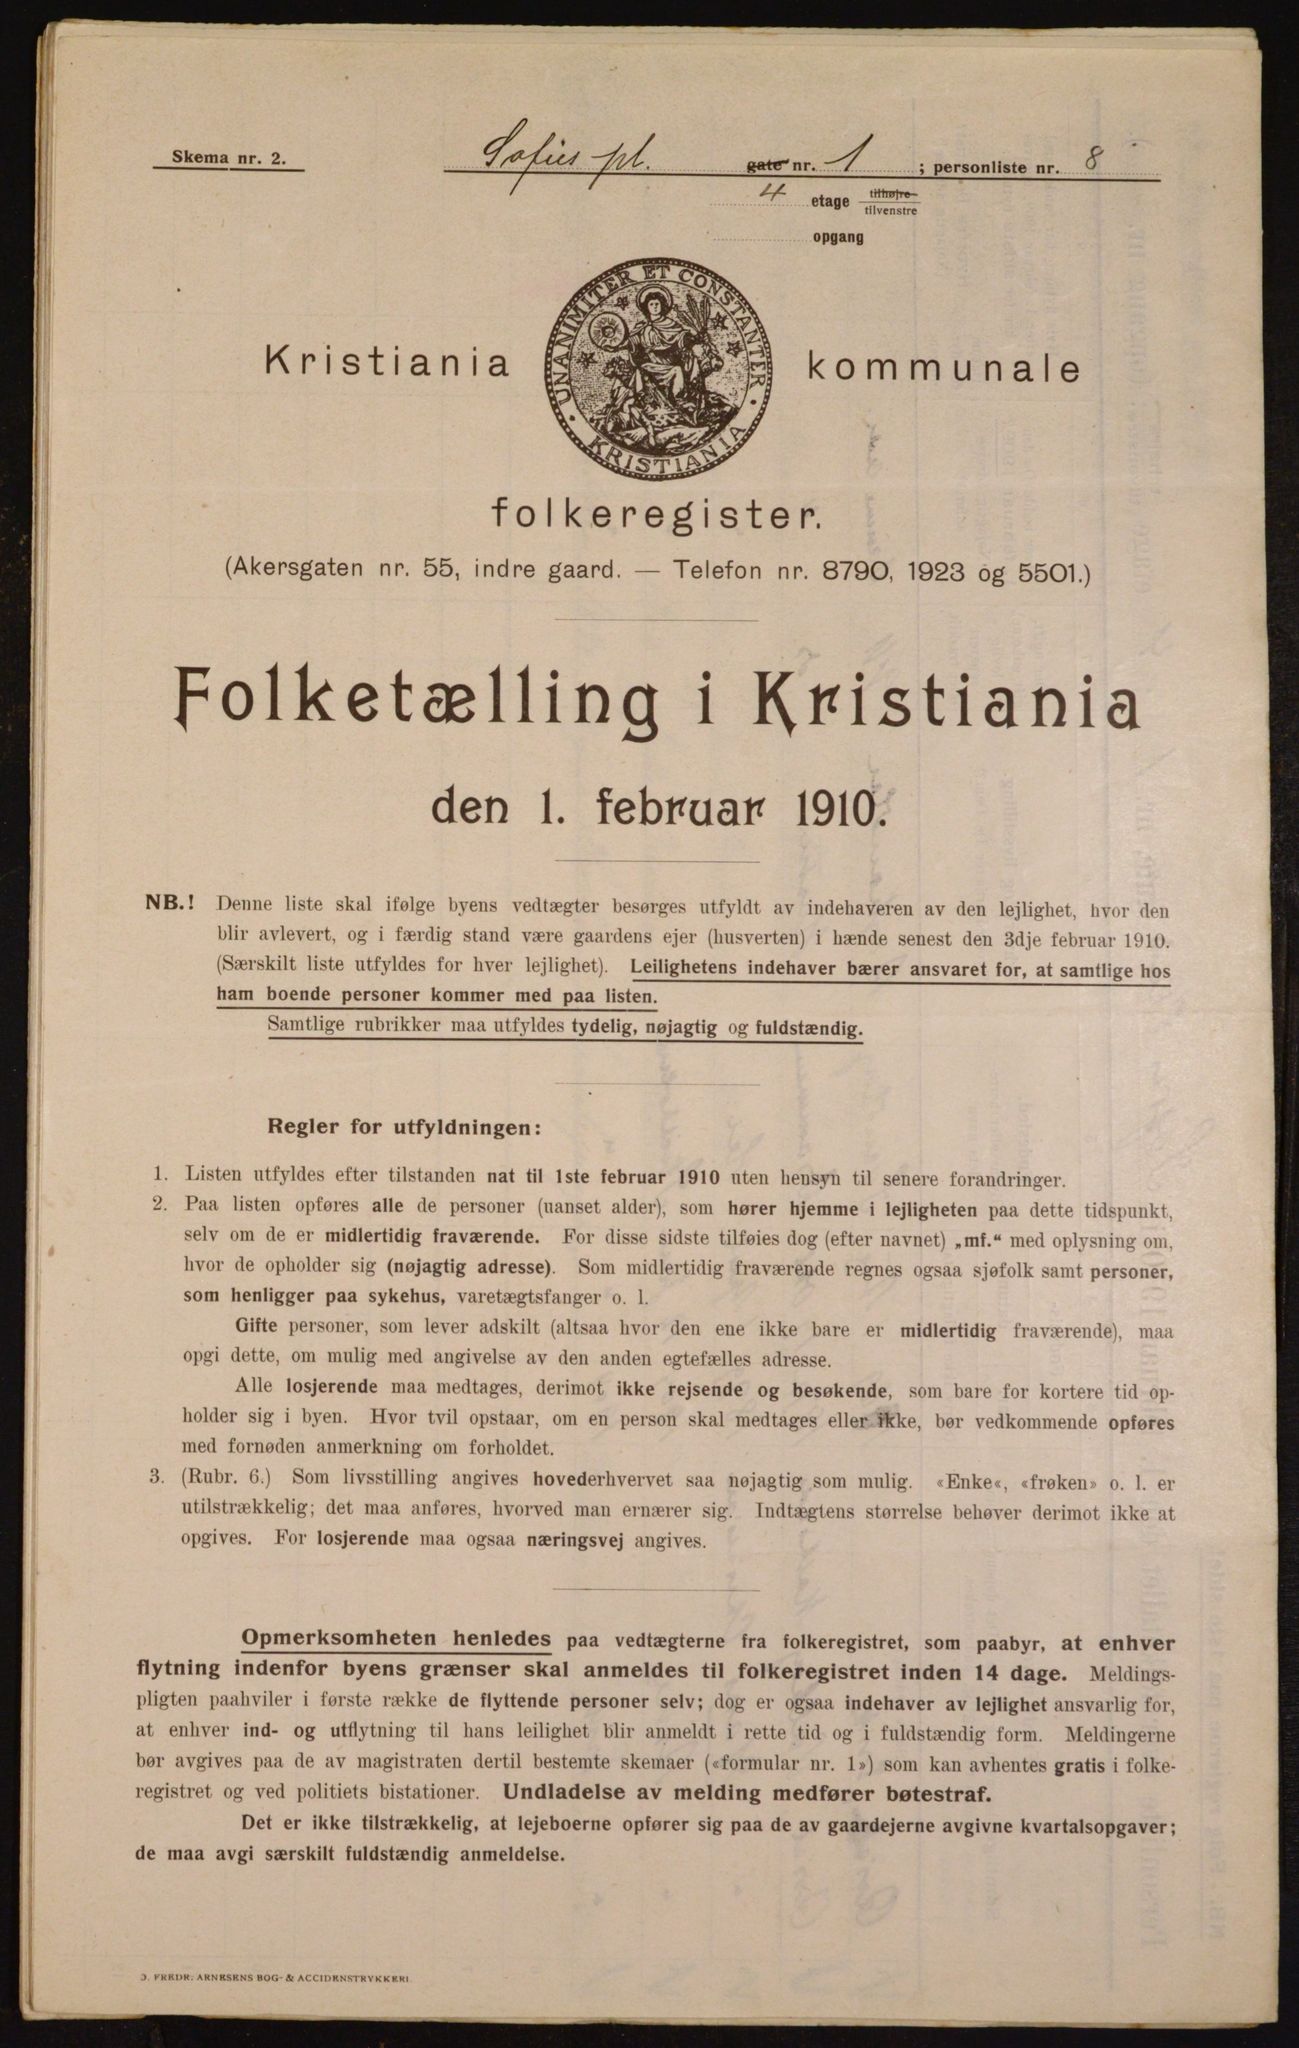 Skema nr. 2.
Sofies pl. gate nr. 1 ; personliste nr. 8
4 etage tilhøjre
tilvenstre
opgang
UNANIMITER ET CONSTANTER
KRISTIANIA
Kristiania kommunale
folkeregister.
(Akersgaten nr. 55, indre gaard. — Telefon nr. 8790, 1923 og 5501.)
Folketælling i Kristiania
den 1. februar 1910.
NB.! Denne liste skal ifølge byens vedtægter besørges utfyldt av indehaveren av den lejlighet, hvor den
blir avlevert, og i færdig stand være gaardens ejer (husverten) i hænde senest den 3dje februar 1910.
(Særskilt liste utfyldes for hver lejlighet). Leilighetens indehaver bærer ansvaret for, at samtlige hos
ham boende personer kommer med paa listen.
Samtlige rubrikker maa utfyldes tydelig, nøjagtig og fuldstændig.
Regler for utfyldningen:
1. Listen utfyldes efter tilstanden nat til 1ste februar 1910 uten hensyn til senere forandringer.
2. Paa listen opføres alle de personer (uanset alder), som hører hjemme i lejligheten paa dette tidspunkt,
selv om de er midlertidig fraværende. For disse sidste tilføies dog (efter navnet) „mf.“ med oplysning om,
hvor de opholder sig (nøjagtig adresse). Som midlertidig fraværende regnes ogsaa sjøfolk samt personer,
som henligger paa sykehus, varetægtsfanger o. l.
Gifte personer, som lever adskilt (altsaa hvor den ene ikke bare er midlertidig fraværende), maa
opgi dette, om mulig med angivelse av den anden egtefælles adresse.
Alle losjerende maa medtages, derimot ikke rejsende og besøkende, som bare for kortere tid op-
holder sig i byen. Hvor tvil opstaar, om en person skal medtages eller ikke, bør vedkommende opføres
med fornøden anmerkning om forholdet.
3. (Rubr. 6.) Som livsstilling angives hovederhvervet saa nøjagtig som mulig. «Enke«, «frøken» o. l. er
utilstrækkelig; det maa anføres, hvorved man ernærer sig. Indtægtens størrelse behøver derimot ikke at
opgives. For losjerende maa ogsaa næringsvej angives.
Opmerksomheten henledes paa vedtægterne fra folkeregistret, som paabyr, at enhver
flytning indenfor byens grænser skal anmeldes til folkeregistret inden 14 dage. Meldings-
pligten paahviler i første række de flyttende personer selv; dog er ogsaa indehaver av lejlighet ansvarlig for,
at enhver ind- og utflytning til hans leilighet blir anmeldt i rette tid og i fuldstændig form. Meldingerne
bør avgives paa de av magistraten dertil bestemte skemaer («formular nr. 1») som kan avhentes gratis i folke-
registret og ved politiets bistationer. Undladelse av melding medfører bøtestraf.
Det er ikke tilstrækkelig, at lejeboerne opfører sig paa de av gaardejerne avgivne kvartalsopgaver;
de maa avgi særskilt fuldstændig anmeldelse.
O. FREDR. ARNESENS BOG- & ACCIDENSTRYKKERI